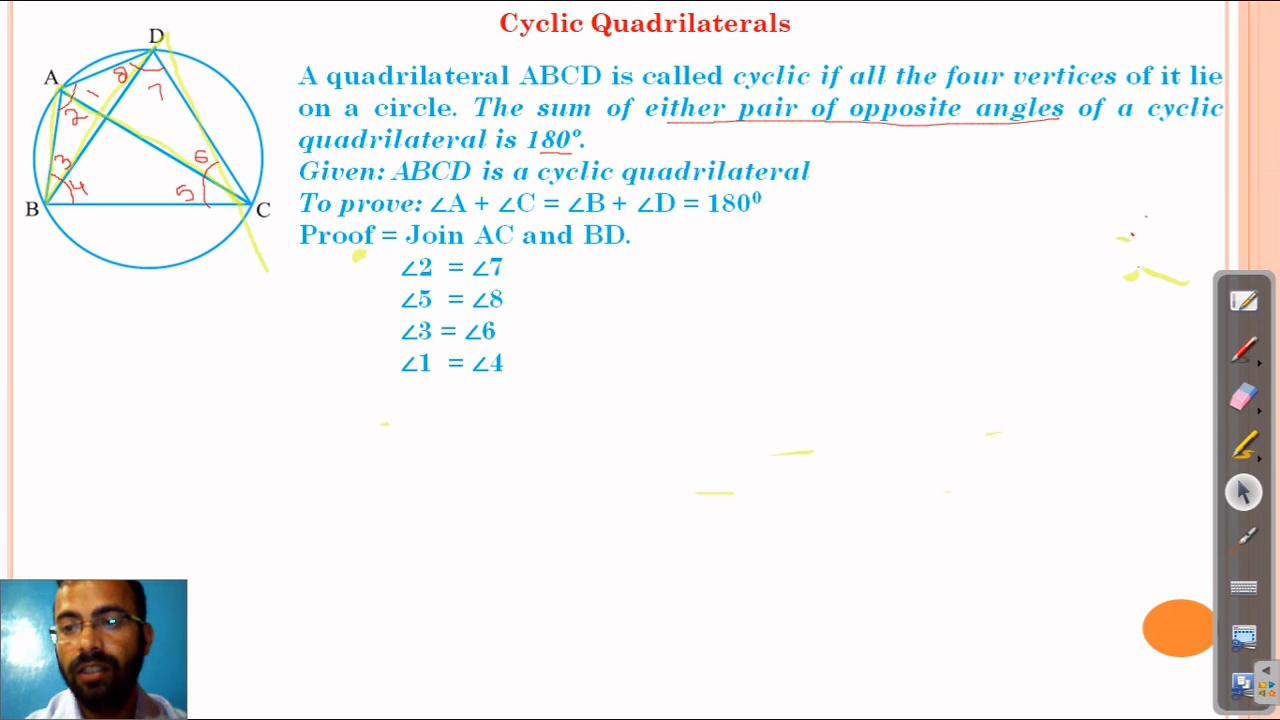 Cyclic Quadrilaterals
D
A
8
1
7
2
3
6
4
5
B
C
A quadrilateral ABCD is called cyclic if all the four vertices of it lie
on a circle. The sum of either pair of opposite angles of a cyclic
quadrilateral is 180º.
Given: ABCD is a cyclic quadrilateral
To prove: ∠A + ∠C = ∠B + ∠D = 180⁰
Proof = Join AC and BD.
∠2 = ∠7
∠5 = ∠8
∠3 = ∠6
∠1 = ∠4